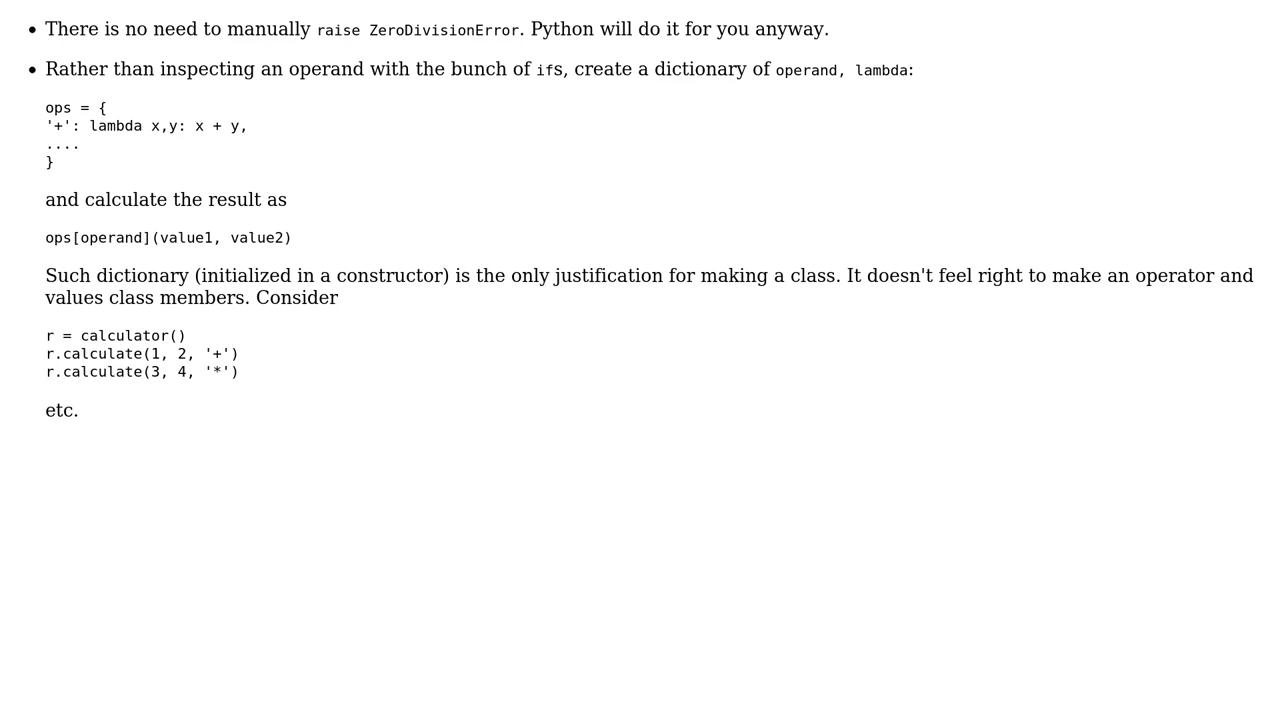 • There is no need to manually raise ZeroDivisionError. Python will do it for you anyway.
• Rather than inspecting an operand with the bunch of ifs, create a dictionary of operand, lambda:
ops = {
'+': lambda x,y: x + y,
....
}
and calculate the result as
ops[operand](value1, value2)
Such dictionary (initialized in a constructor) is the only justification for making a class. It doesn't feel right to make an operator and
values class members. Consider
r = calculator()
r.calculate(1, 2, '+')
r.calculate(3, 4, '*')
etc.